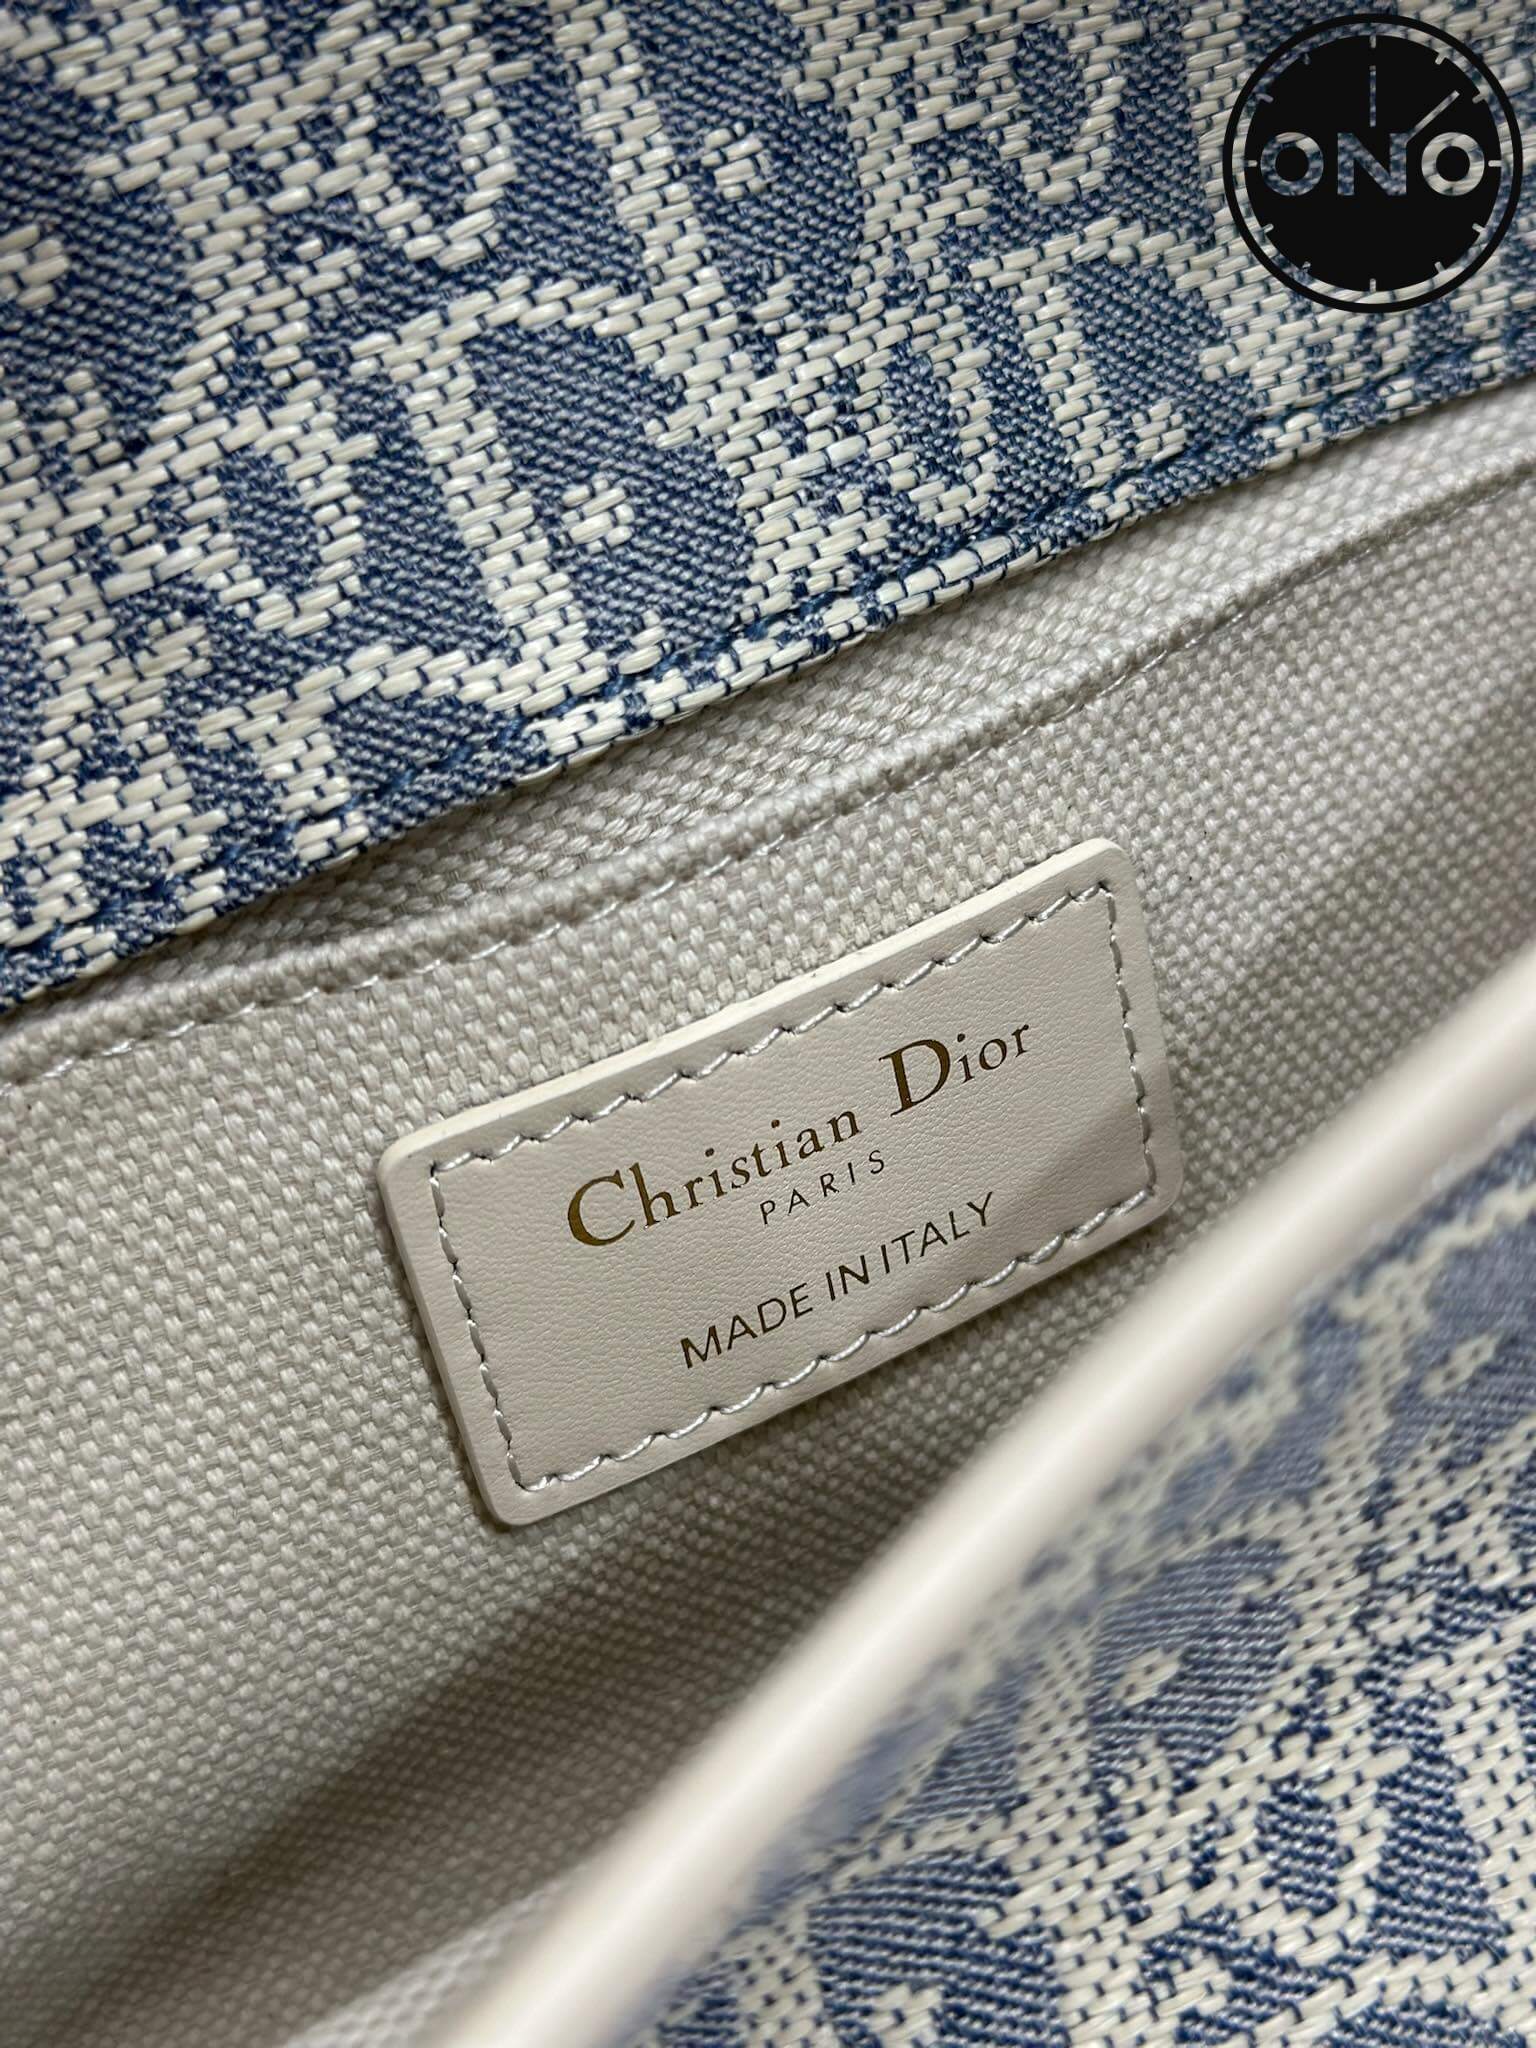 ONO
Christian Dior
PARIS
MADE IN ITALY